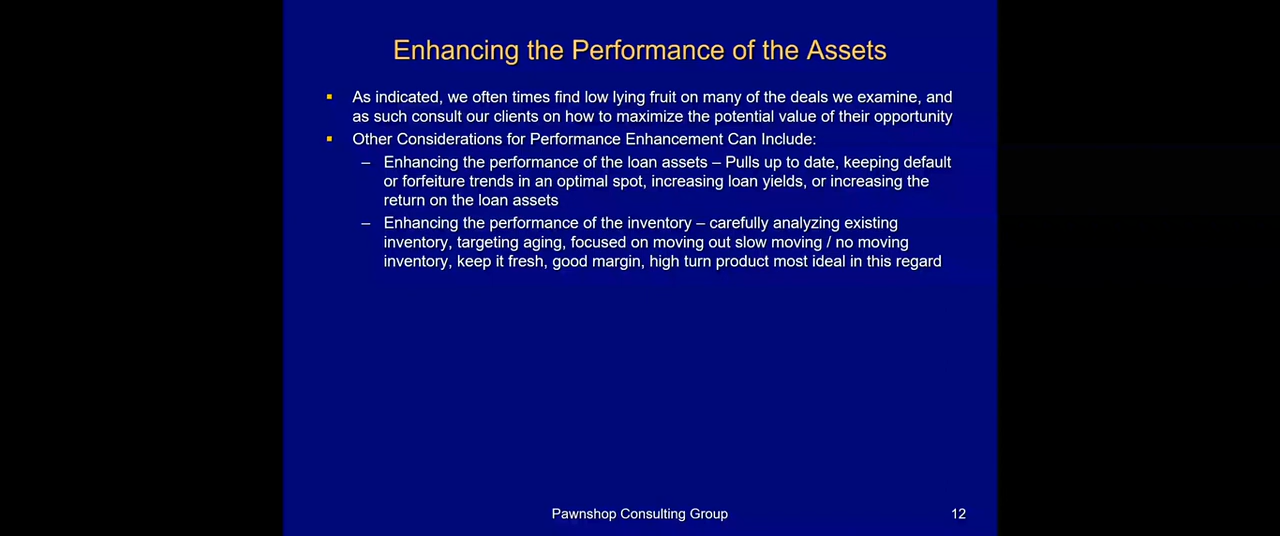 Enhancing the Performance of the Assets
▪ As indicated, we often times find low lying fruit on many of the deals we examine, and
as such consult our clients on how to maximize the potential value of their opportunity
▪ Other Considerations for Performance Enhancement Can Include:
– Enhancing the performance of the loan assets – Pulls up to date, keeping default
or forfeiture trends in an optimal spot, increasing loan yields, or increasing the
return on the loan assets
– Enhancing the performance of the inventory – carefully analyzing existing
inventory, targeting aging, focused on moving out slow moving / no moving
inventory, keep it fresh, good margin, high turn product most ideal in this regard
Pawnshop Consulting Group
12